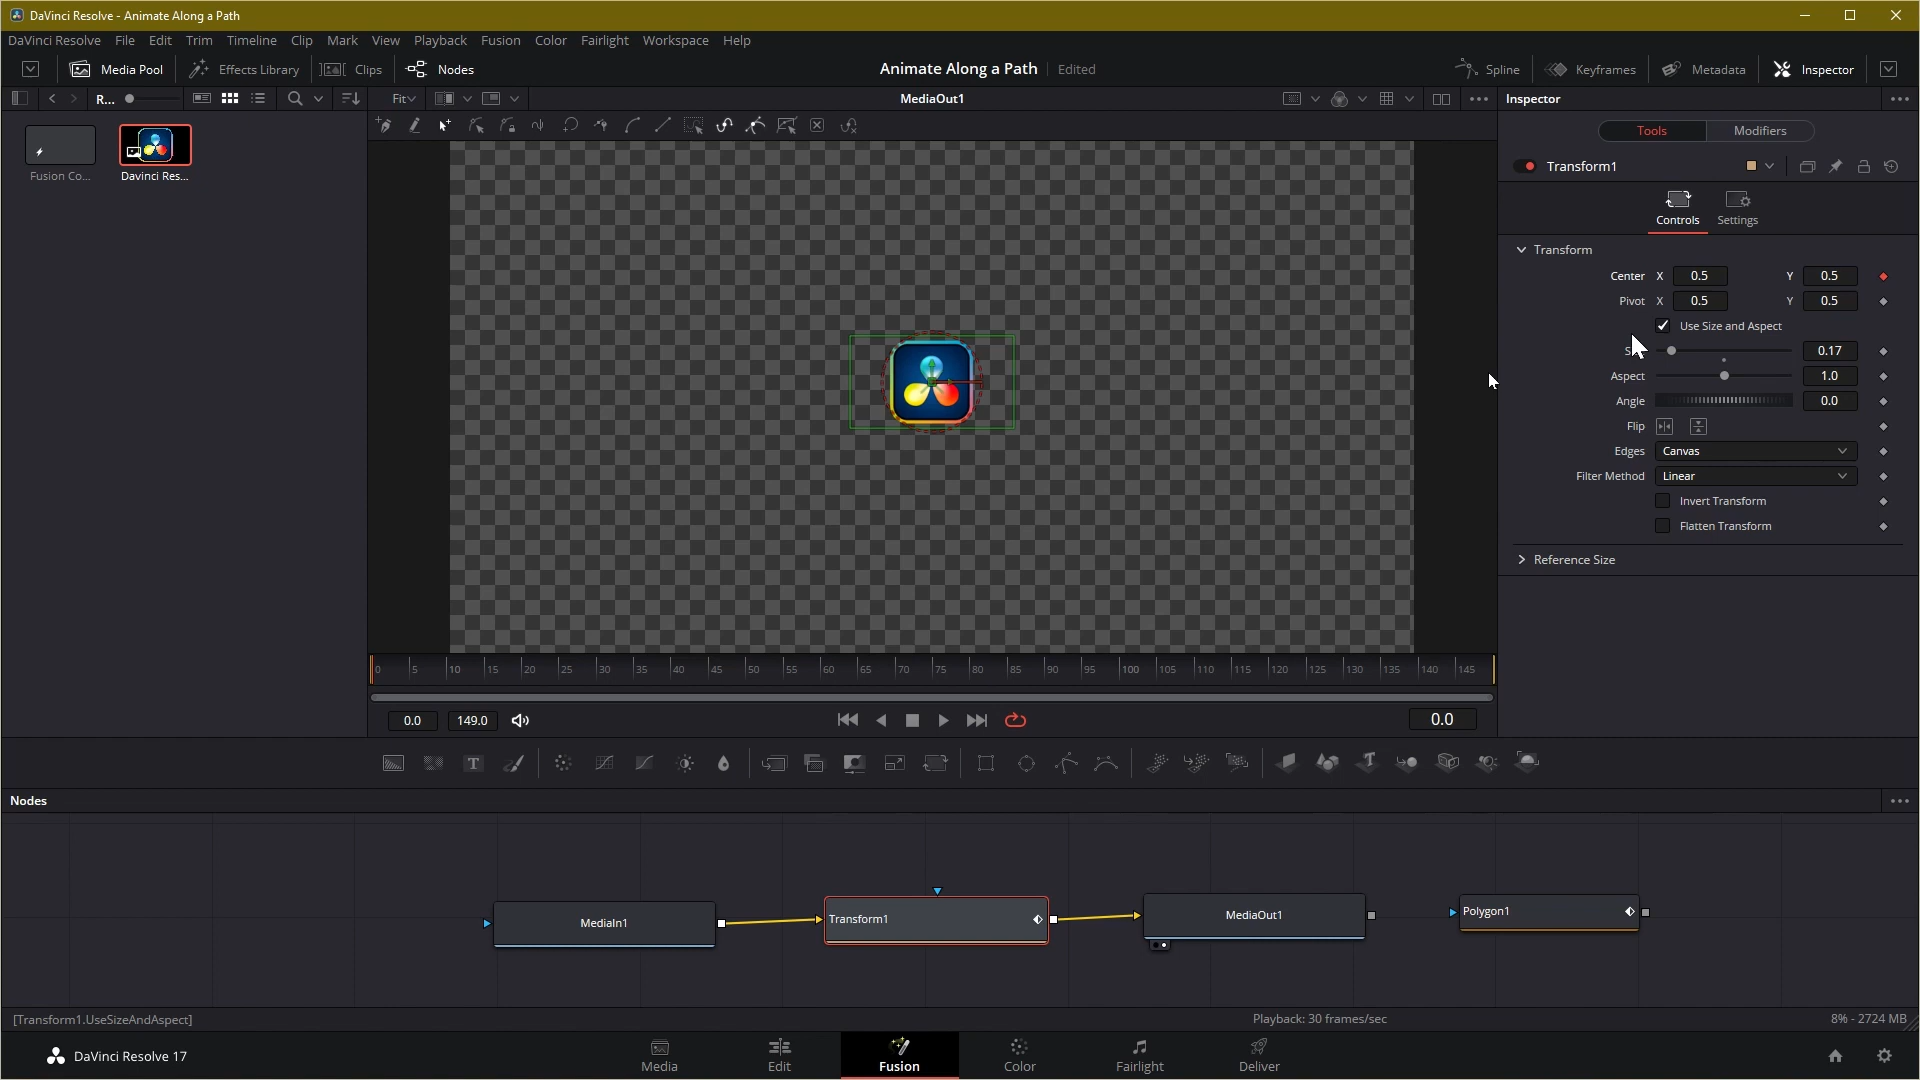 DaVinci Resolve - Animate Along a Path
DaVinci Resolve File Edit Trim Timeline Clip Mark View Playback Fusion Color Fairlight Workspace Help
Media Pool Effects Library Clips Nodes Animate Along a Path Edited Spline Keyframes Metadata Inspector
R... Fit MediaOut1 Inspector
Tools Modifiers
Transform1
Fusion Co... Davinci Res...
Controls Settings
Transform
Center X 0.5 Y 0.5
Pivot X 0.5 Y 0.5
Use Size and Aspect
0.17
Aspect 1.0
Angle 0.0
Flip
Edges Canvas
Filter Method Linear
Invert Transform
Flatten Transform
Reference Size
0 5 10 15 20 25 30 35 40 45 50 55 60 65 70 75 80 85 90 95 100 105 110 115 120 125 130 135 140 145
0.0 149.0 0.0
T T
Nodes
MediaIn1 Transform1 MediaOut1 Polygon1
[Transform1.UseSizeAndAspect] Playback: 30 frames/sec 8% - 2724 MB
DaVinci Resolve 17 Media Edit Fusion Color Fairlight Deliver